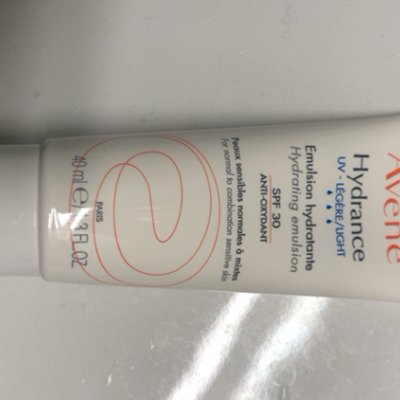 Avène
Hydrance
UV - LÉGÈRE/LIGHT
Emulsion hydratante
Hydrating emulsion
SPF 30
ANTI-OXYDANT
Peaux sensibles normales à mixtes
For normal to combination sensitive skin
PARIS
40 ml e 1.3 FL.OZ